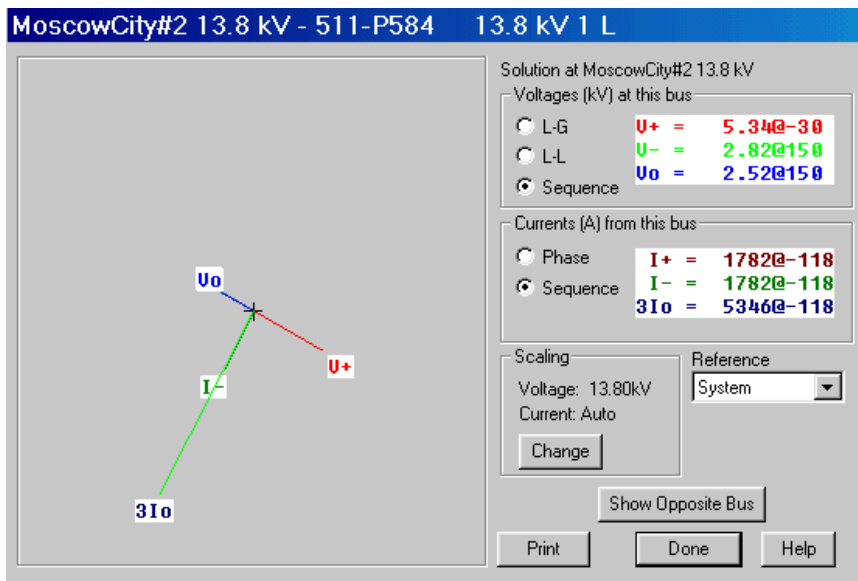 MoscowCity#2 13.8 kV - 511-P584 13.8 kV 1 L
Solution at MoscowCity#2 13.8 kV
Voltages (kV) at this bus
L-G
L-L
Sequence
V+ = 5.34@-30
V- = 2.82@150
Vo = 2.52@150
Currents (A) from this bus
Phase
Sequence
I+ = 1782@-118
I- = 1782@-118
3Io = 5346@-118
Vo
V+
I-
3Io
Scaling
Voltage: 13.80kV
Current: Auto
Change
Reference
System
Show Opposite Bus
Print
Done
Help